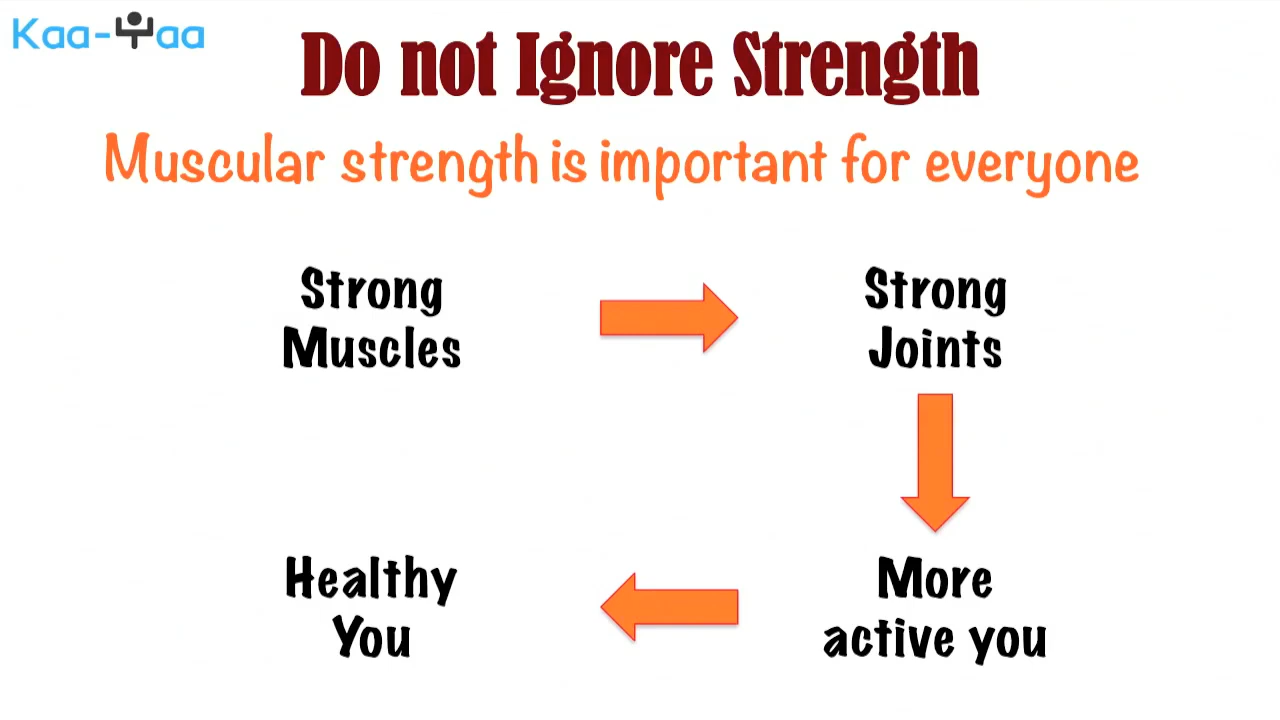 Kaa-Yaa
Do not Ignore Strength
Muscular strength is important for everyone
Strong
Muscles
Strong
Joints
More
active you
Healthy
You